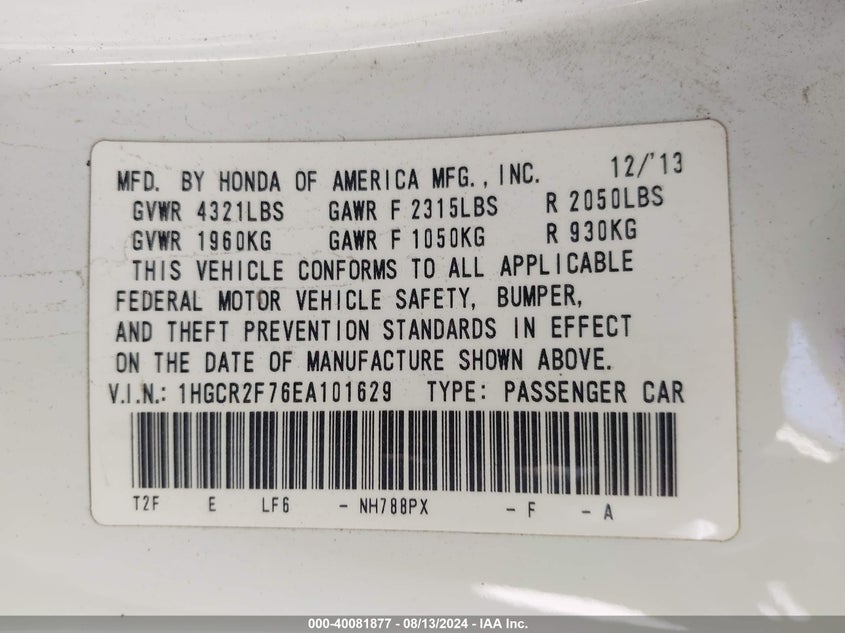 MFD. BY HONDA OF AMERICA MFG., INC. 12/'13
GVWR 4321LBS GAWR F 2315LBS R 2050LBS
GVWR 1960KG GAWR F 1050KG R 930KG
THIS VEHICLE CONFORMS TO ALL APPLICABLE
FEDERAL MOTOR VEHICLE SAFETY, BUMPER,
AND THEFT PREVENTION STANDARDS IN EFFECT
ON THE DATE OF MANUFACTURE SHOWN ABOVE.
V.I.N.: 1HGCR2F76EA101629 TYPE: PASSENGER CAR
T2F E LF6 - NH788PX - F - A
000-40081877 - 08/13/2024 - IAA Inc.